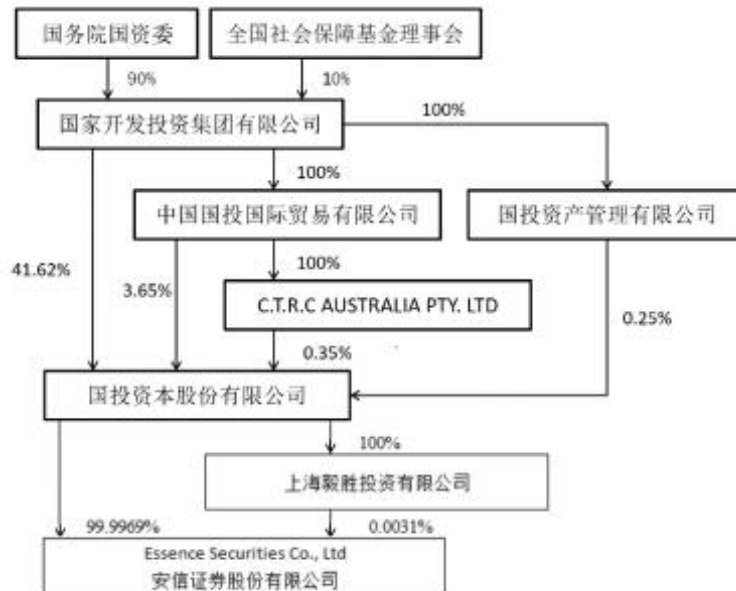 国务院国资委
全国社会保障基金理事会
90%
10%
国家开发投资集团有限公司
100%
100%
中国国投国际贸易有限公司
国投资产管理有限公司
41.62%
3.65%
100%
C.T.R.C AUSTRALIA PTY. LTD
0.25%
0.35%
国投资本股份有限公司
100%
上海毅胜投资有限公司
99.9969%
0.0031%
Essence Securities Co., Ltd
安信证券股份有限公司